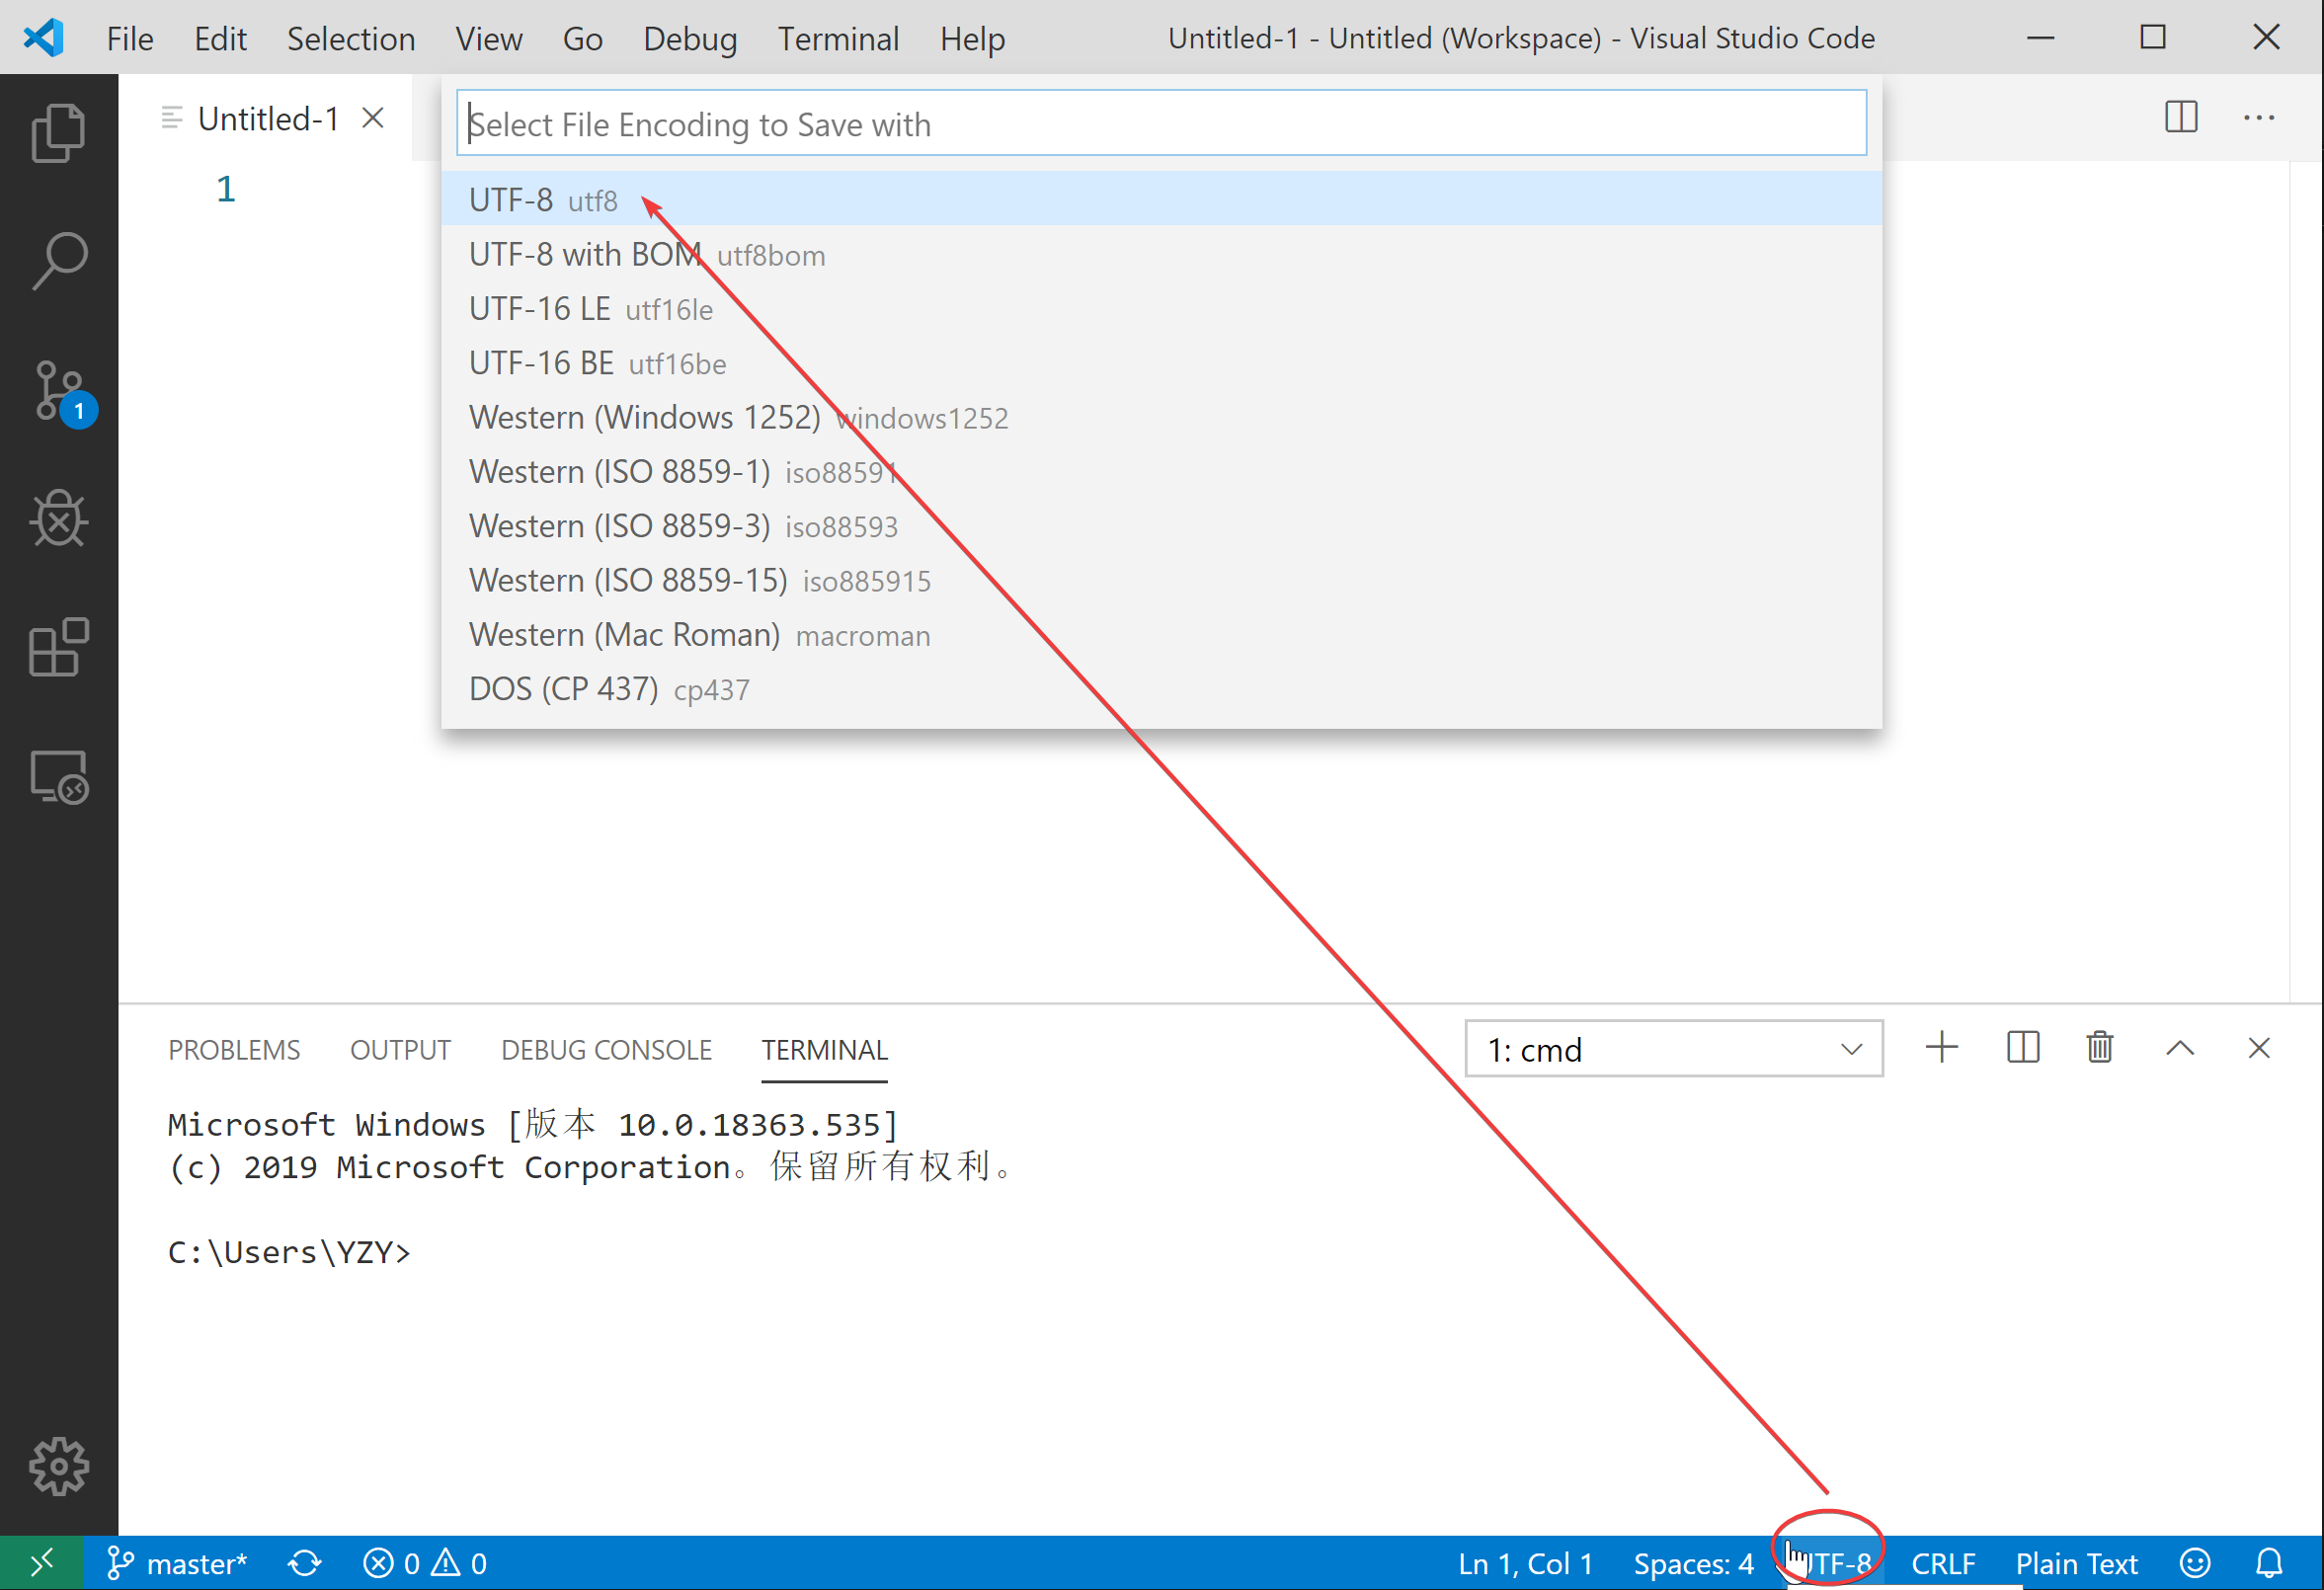 File Edit Selection View Go Debug Terminal Help Untitled-1 - Untitled (Workspace) - Visual Studio Code
Untitled-1
Select File Encoding to Save with
1
UTF-8 utf8
UTF-8 with BOM utf8bom
UTF-16 LE utf16le
UTF-16 BE utf16be
1
Western (Windows 1252) windows1252
Western (ISO 8859-1) iso88591
Western (ISO 8859-3) iso88593
Western (ISO 8859-15) iso885915
Western (Mac Roman) macroman
DOS (CP 437) cp437
PROBLEMS OUTPUT DEBUG CONSOLE TERMINAL 1: cmd
Microsoft Windows [版本 10.0.18363.535]
(c) 2019 Microsoft Corporation。保留所有权利。
C:\Users\YZY>
master* 0 0 Ln 1, Col 1 Spaces: 4 UTF-8 CRLF Plain Text